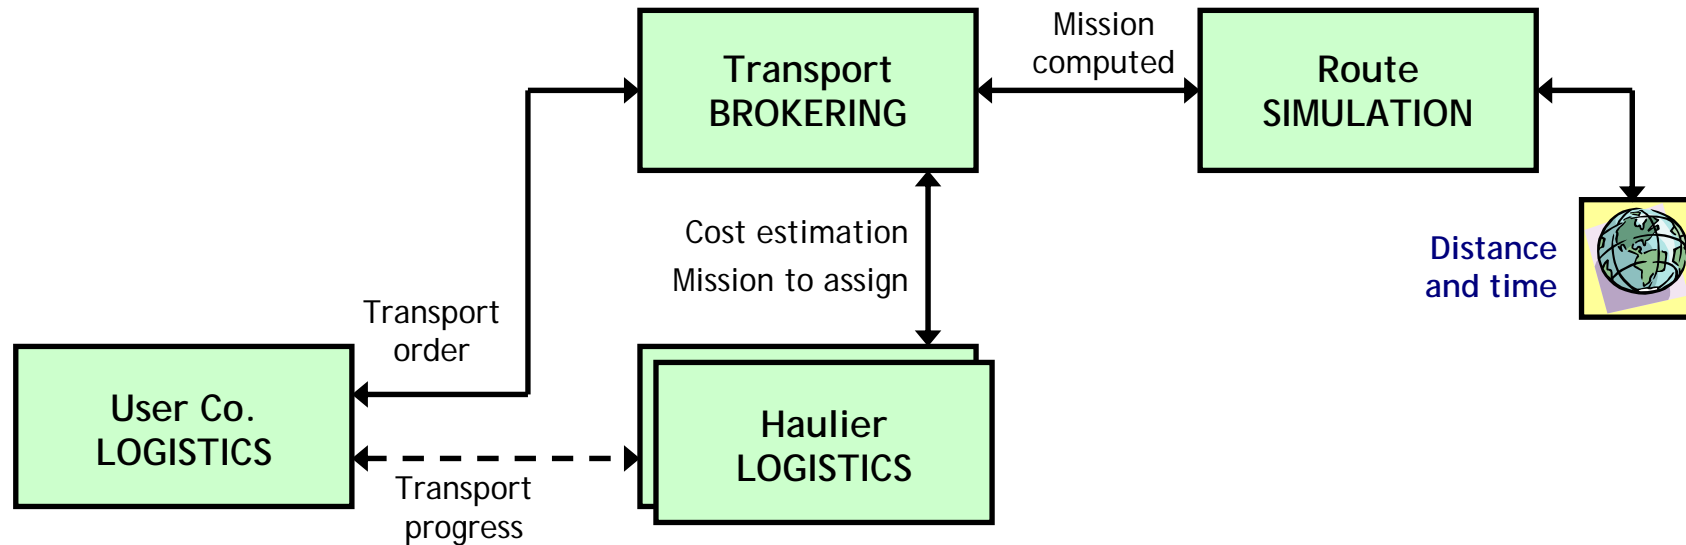 Transport
BROKERING
Mission
computed
Route
SIMULATION
Cost estimation
Mission to assign
Distance
and time
Transport
order
User Co.
LOGISTICS
Haulier
LOGISTICS
Transport
progress